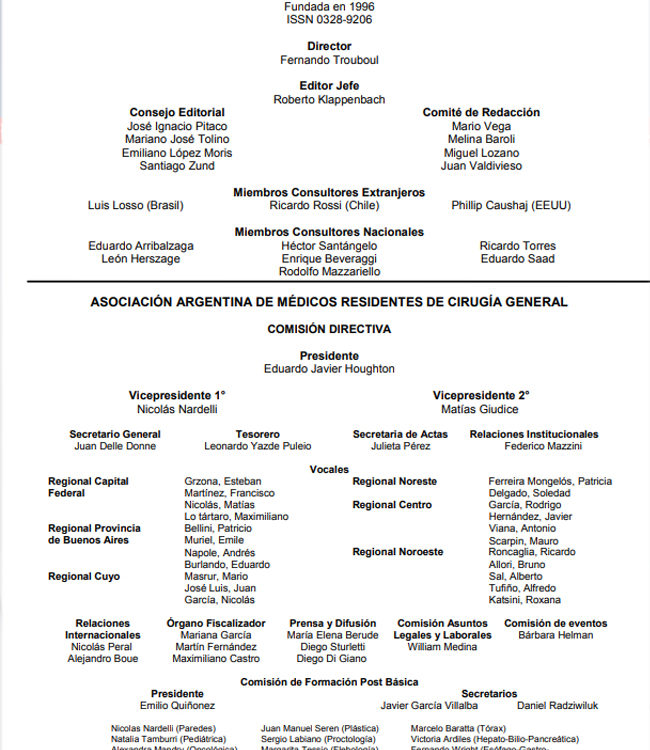 Fundada en 1996
ISSN 0328-9206
Director
Fernando Trouboul
Editor Jefe
Roberto Klappenbach
Consejo Editorial
José Ignacio Pitaco
Mariano José Tolino
Emiliano López Moris
Santiago Zund
Comité de Redacción
Mario Vega
Melina Baroli
Miguel Lozano
Juan Valdivieso
Miembros Consultores Extranjeros
Luis Losso (Brasil) Ricardo Rossi (Chile) Phillip Caushaj (EEUU)
Miembros Consultores Nacionales
Eduardo Arribalzaga Héctor Santángelo Ricardo Torres
León Herszage Enrique Beveraggi Eduardo Saad
Rodolfo Mazzariello
ASOCIACIÓN ARGENTINA DE MÉDICOS RESIDENTES DE CIRUGÍA GENERAL
COMISIÓN DIRECTIVA
Presidente
Eduardo Javier Houghton
Vicepresidente 1° Vicepresidente 2°
Nicolás Nardelli Matías Giudice
Secretario General Tesorero Secretaria de Actas Relaciones Institucionales
Juan Delle Donne Leonardo Yazde Puleio Julieta Pérez Federico Mazzini
Vocales
Regional Capital
Federal
Grzona, Esteban
Martínez, Francisco
Nicolás, Matías
Lo tártaro, Maximiliano
Regional Provincia
de Buenos Aires
Bellini, Patricio
Muriel, Emile
Napole, Andrés
Burlando, Eduardo
Regional Cuyo
Masrur, Mario
José Luis, Juan
García, Nicolás
Regional Noreste
Ferreira Mongelós, Patricia
Delgado, Soledad
Regional Centro
García, Rodrigo
Hernández, Javier
Viana, Antonio
Scarpin, Mauro
Regional Noroeste
Roncaglia, Ricardo
Allori, Bruno
Sal, Alberto
Tufiño, Alfredo
Katsini, Roxana
Relaciones
Internacionales
Nicolás Peral
Alejandro Boue
Órgano Fiscalizador
Mariana García
Martín Fernández
Maximiliano Castro
Prensa y Difusión
María Elena Berude
Diego Sturletti
Diego Di Giano
Comisión Asuntos
Legales y Laborales
William Medina
Comisión de eventos
Bárbara Helman
Comisión de Formación Post Básica
Presidente Secretarios
Emilio Quiñonez Javier García Villalba Daniel Radziwiluk
Nicolas Nardelli (Paredes) Juan Manuel Seren (Plástica) Marcelo Baratta (Tórax)
Natalia Tamburri (Pediátrica) Sergio Labiano (Proctología) Victoria Ardiles (Hepato-Bilio-Pancreática)